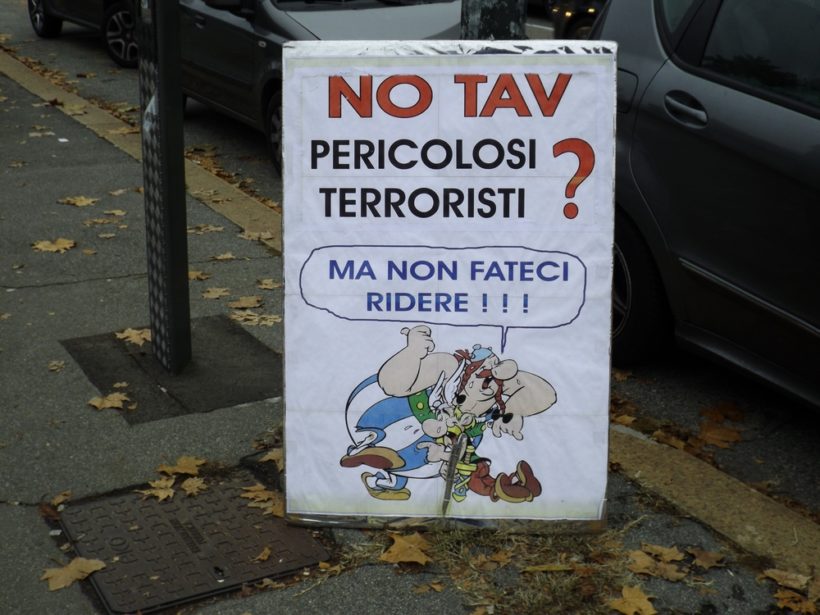 NO TAV
PERICOLOSI
TERRORISTI ?
MA NON FATECI
RIDERE ! ! !